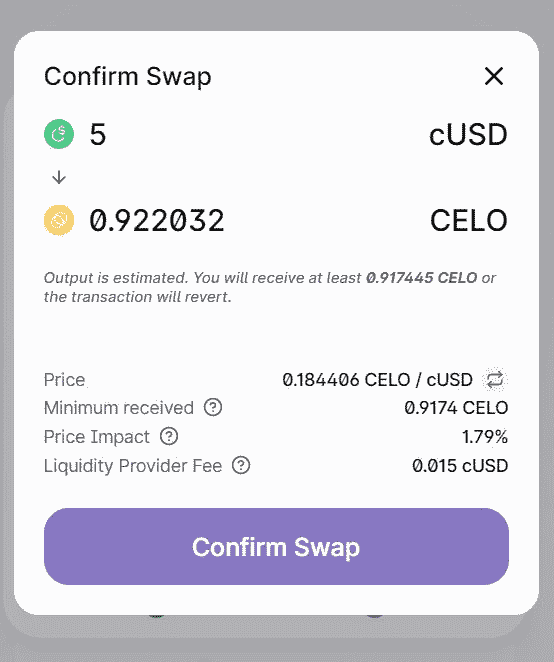 Confirm Swap
5 cUSD
0.922032 CELO
Output is estimated. You will receive at least 0.917445 CELO or
the transaction will revert.
Price 0.184406 CELO / cUSD
Minimum received ? 0.9174 CELO
Price Impact ? 1.79%
Liquidity Provider Fee ? 0.015 cUSD
Confirm Swap